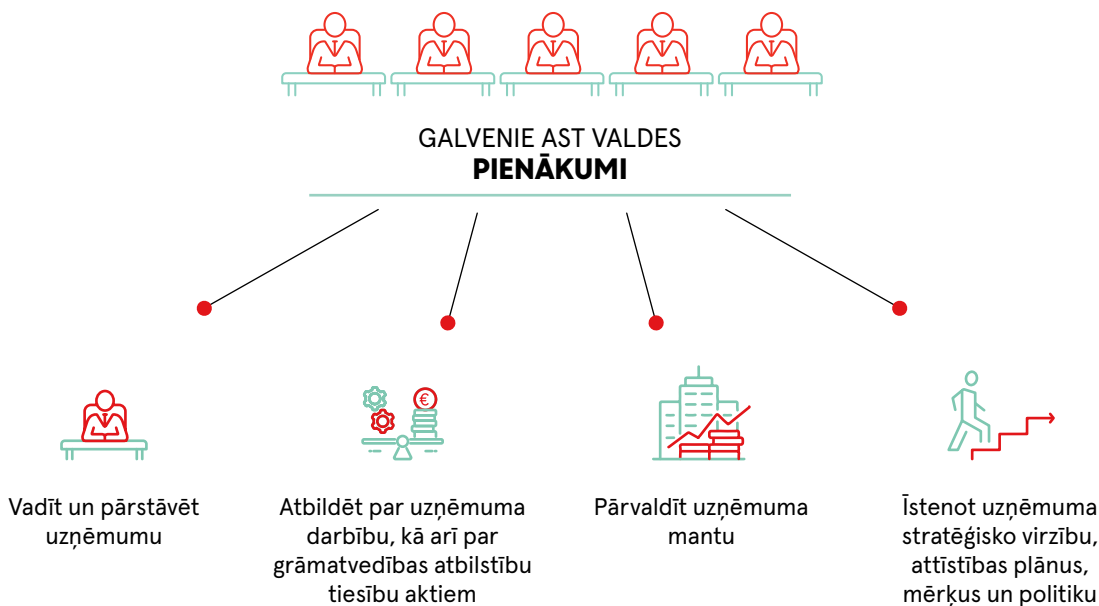 GALVENIE AST VALDES
PIENĀKUMI
€
Vadīt un pārstāvēt
uzņēmumu
Atbildēt par uzņēmuma
darbību, kā arī par
grāmatvedības atbilstību
tiesību aktiem
Pārvaldīt uzņēmuma
mantu
Īstenot uzņēmuma
stratēģisko virzību,
attīstības plānus,
mērķus un politiku